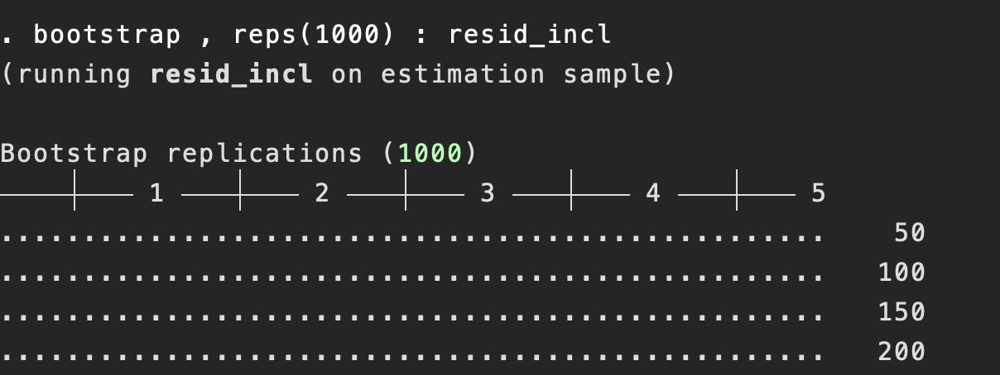 . bootstrap , reps(1000) : resid_incl
(running resid_incl on estimation sample)
Bootstrap replications (1000)
----+--- 1 ---+--- 2 ---+--- 3 ---+--- 4 ---+--- 5
.................................................. 50
.................................................. 100
.................................................. 150
.................................................. 200